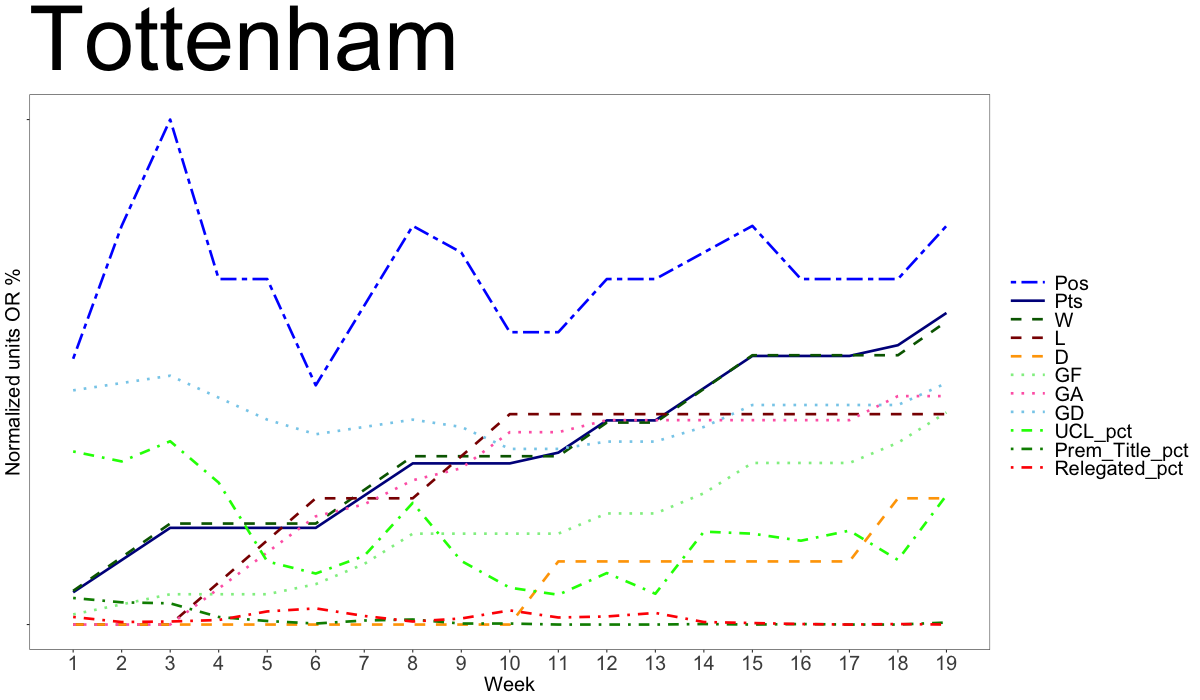 Tottenham
Normalized units OR %
Pos
Pts
W
L
D
GF
GA
GD
UCL_pct
Prem_Title_pct
Relegated_pct
1 2 3 4 5 6 7 8 9 10 11 12 13 14 15 16 17 18 19
Week